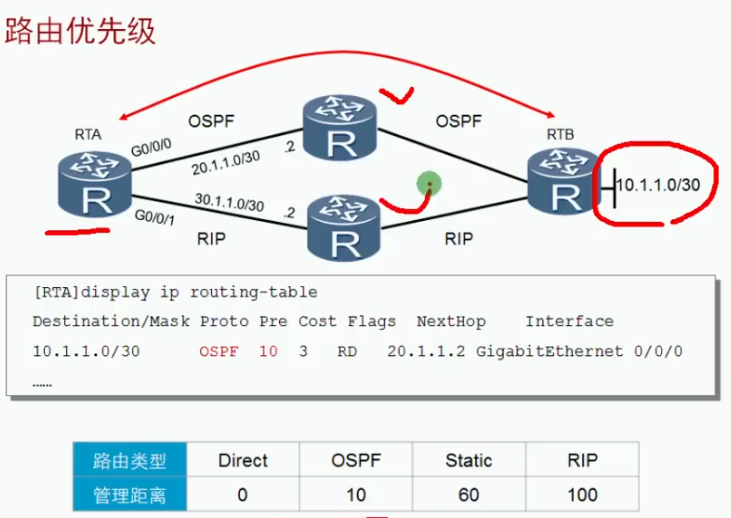 路由优先级
OSPF
OSPF
RTA
RTB
G0/0/0
20.1.1.0/30
.2
R
R
R
10.1.1.0/30
G0/0/1
30.1.1.0/30
.2
R
RIP
RIP
[RTA]display ip routing-table
Destination/Mask Proto Pre Cost Flags NextHop Interface
10.1.1.0/30 OSPF 10 3 RD 20.1.1.2 GigabitEthernet 0/0/0
……
路由类型 Direct OSPF Static RIP
管理距离 0 10 60 100